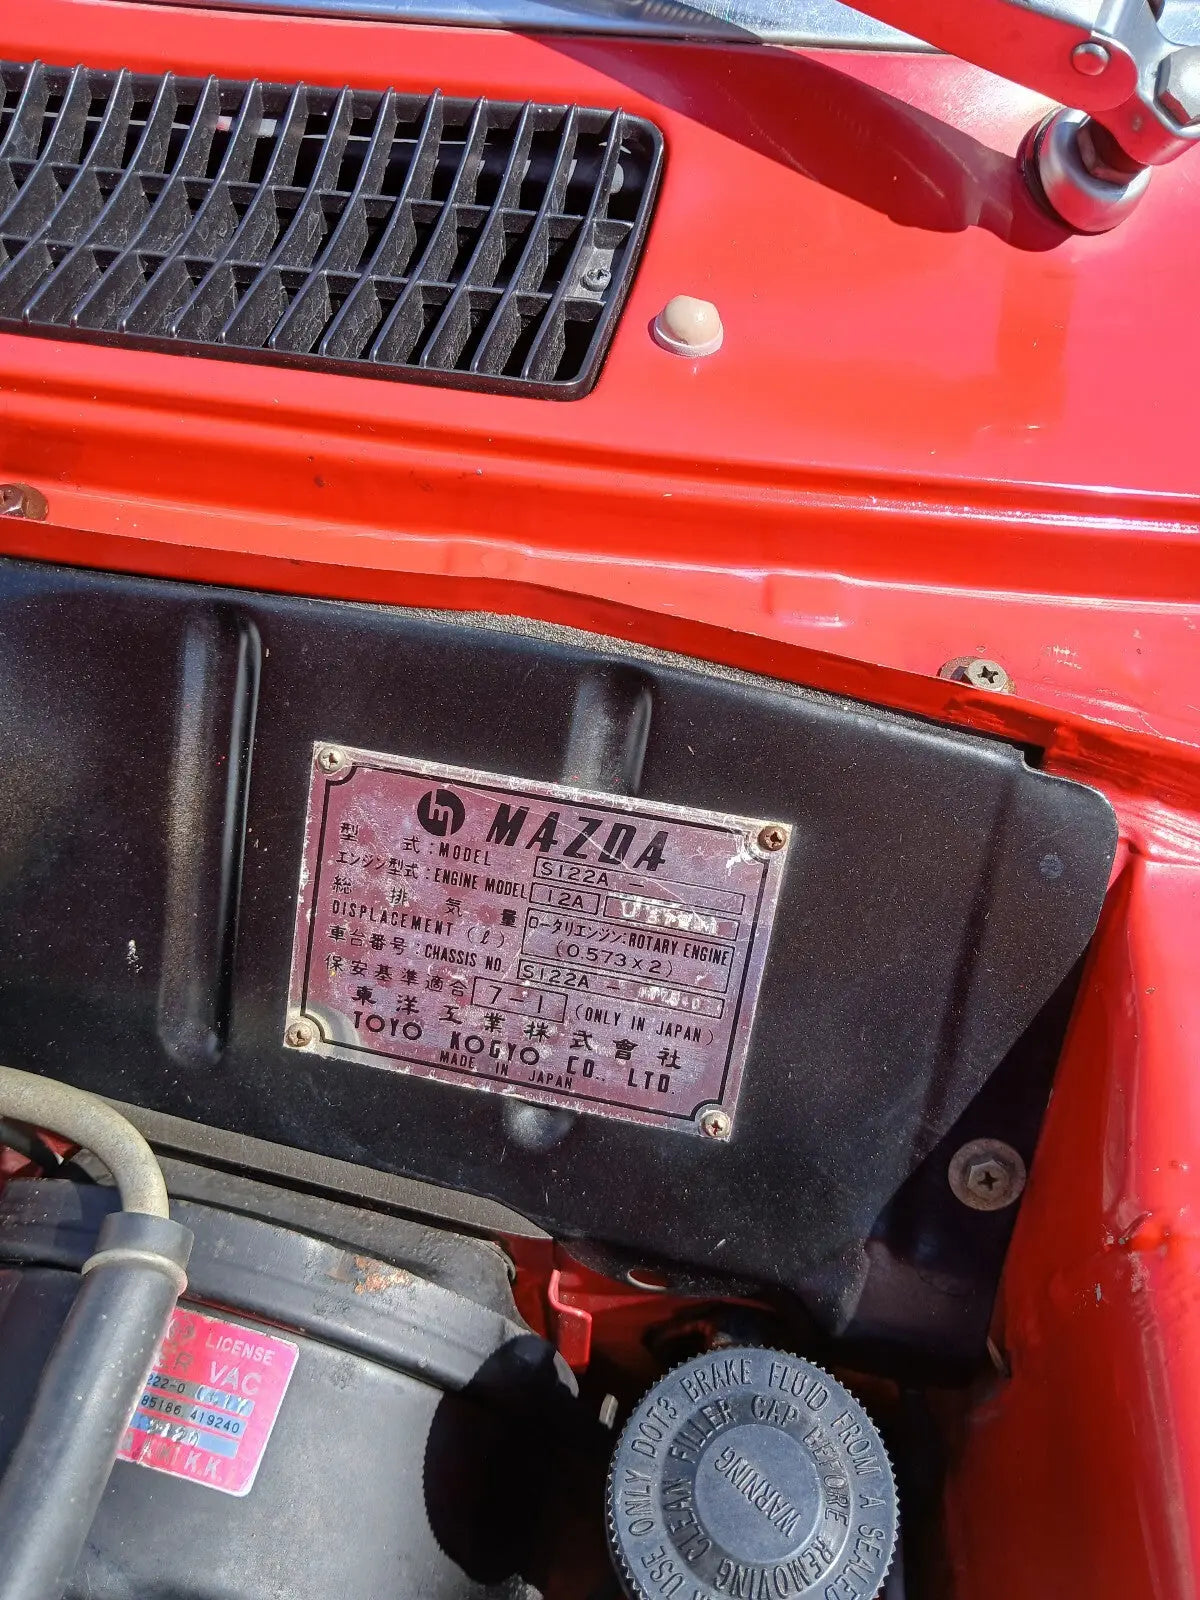 MAZDA
型 式 : MODEL S122A -
エンジン型式 : ENGINE MODEL 12A
総 排 気 量 ロータリエンジン: ROTARY ENGINE
DISPLACEMENT (ℓ) (0.573×2)
車台番号 : CHASSIS NO. S122A -
保安基準適合 7-1 (ONLY IN JAPAN)
東 洋 工 業 株 式 會 社
TOYO KOGYO CO., LTD.
MADE IN JAPAN
LICENSE
VAC
222-0
85186.419240
K.K.
USE ONLY DOT3 BRAKE FLUID FROM A SEALED
CLEAN FILLER CAP BEFORE REMOVING
WARNING